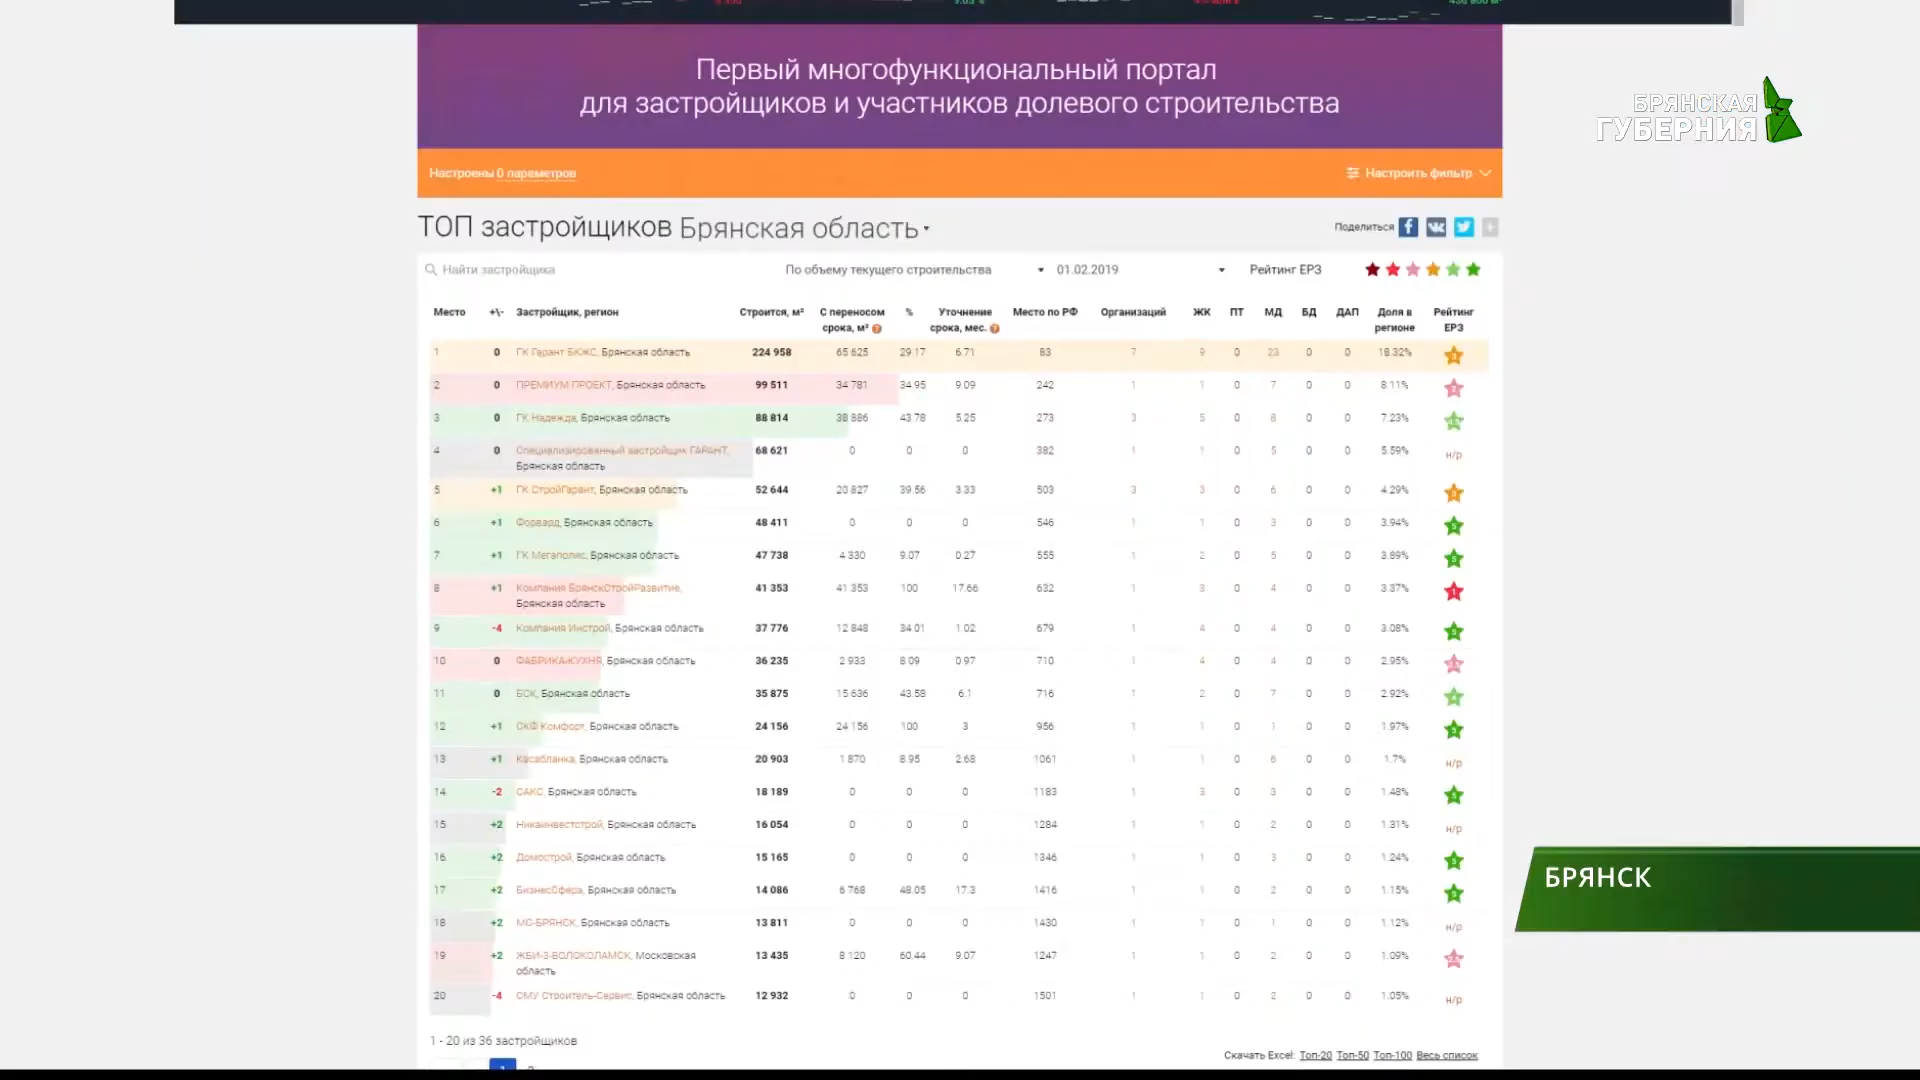 Первый многофункциональный портал
для застройщиков и участников долевого строительства
БРЯНСКАЯ
ГУБЕРНИЯ
Настроены 0 параметров
Настроить фильтр
ТОП застройщиков Брянская область
Поделиться
Найти застройщика
По объему текущего строительства 01.02.2019 Рейтинг ЕРЗ
Место +\- Застройщик, регион Строится, м² С переносом срока, м² % Уточнение срока, мес. Место по РФ Организаций ЖК ПТ МД БД ДАП Доля в регионе Рейтинг ЕРЗ
1 0 ГК Гарант БКЖС, Брянская область 224 958 65 625 29.17 6.71 83 7 9 0 23 0 0 18.32%
2 0 ПРЕМИУМ ПРОЕКТ, Брянская область 99 511 34 781 34.95 9.09 242 1 1 0 7 0 0 8.11%
3 0 ГК Надежда, Брянская область 88 814 38 886 43.78 5.25 273 3 5 0 8 0 0 7.23%
4 0 Специализированный застройщик ГАРАНТ, 68 621 0 0 0 382 1 1 0 5 0 0 5.59% н/р
Брянская область
5 +1 ГК СтройГарант, Брянская область 52 644 20 827 39.56 3.33 503 3 3 0 6 0 0 4.29%
6 +1 Форвард, Брянская область 48 411 0 0 0 546 1 1 0 3 0 0 3.94% 5
7 +1 ГК Мегаполис, Брянская область 47 738 4 330 9.07 0.27 555 1 2 0 5 0 0 3.89% 5
8 +1 Компания БрянскСтройРазвитие, 41 353 41 353 100 17.66 632 1 3 0 4 0 0 3.37% 1
Брянская область
9 -4 Компания Инстрой, Брянская область 37 776 12 848 34.01 1.02 679 1 4 0 4 0 0 3.08% 5
10 0 ФАБРИКА-КУХНЯ, Брянская область 36 235 2 933 8.09 0.97 710 1 4 0 4 0 0 2.95%
11 0 БСК, Брянская область 35 875 15 636 43.58 6.1 716 1 2 0 7 0 0 2.92%
12 +1 СКФ Комфорт, Брянская область 24 156 24 156 100 3 956 1 1 0 1 0 0 1.97% 5
13 +1 Касабланка, Брянская область 20 903 1 870 8.95 2.68 1061 1 1 0 6 0 0 1.7% н/р
14 -2 САКС, Брянская область 18 189 0 0 0 1183 1 3 0 3 0 0 1.48% 5
15 +2 Никаинвестстрой, Брянская область 16 054 0 0 0 1284 1 1 0 2 0 0 1.31% н/р
16 +2 Домострой, Брянская область 15 165 0 0 0 1346 1 1 0 3 0 0 1.24% 5
17 +2 БизнесСфера, Брянская область 14 086 6 768 48.05 17.3 1416 1 1 0 2 0 0 1.15% 5
18 +2 МС-БРЯНСК, Брянская область 13 811 0 0 0 1430 1 1 0 1 0 0 1.12% н/р
19 +2 ЖБИ-3-ВОЛОКОЛАМСК, Московская 13 435 8 120 60.44 9.07 1247 1 1 0 2 0 0 1.09%
область
20 -4 СМУ Строитель-Сервис, Брянская область 12 932 0 0 0 1501 1 1 0 2 0 0 1.05% н/р
БРЯНСК
1 - 20 из 36 застройщиков
Скачать Excel: Топ-20 Топ-50 Топ-100 Весь список